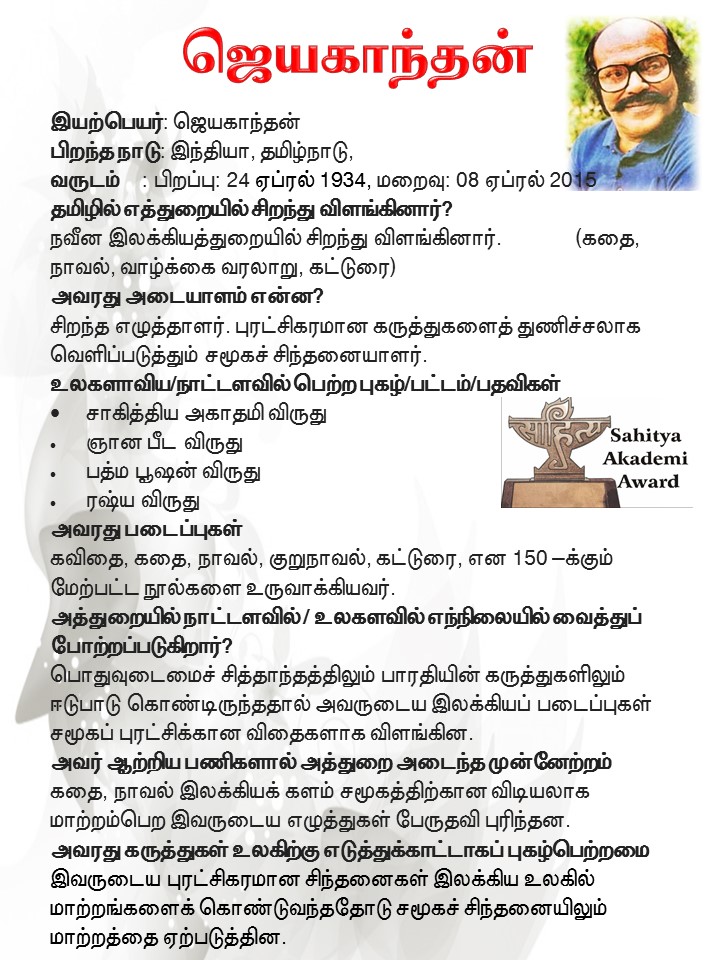 ஜெயகாந்தன்
இயற்பெயர்: ஜெயகாந்தன்
பிறந்த நாடு: இந்தியா, தமிழ்நாடு,
வருடம் : பிறப்பு: 24 ஏப்ரல் 1934, மறைவு: 08 ஏப்ரல் 2015
தமிழில் எத்துறையில் சிறந்து விளங்கினார்?
நவீன இலக்கியத்துறையில் சிறந்து விளங்கினார். (கதை,
நாவல், வாழ்க்கை வரலாறு, கட்டுரை)
அவரது அடையாளம் என்ன?
சிறந்த எழுத்தாளர். புரட்சிகரமான கருத்துகளைத் துணிச்சலாக
வெளிப்படுத்தும் சமூகச் சிந்தனையாளர்.
உலகளாவிய/நாட்டளவில் பெற்ற புகழ்/பட்டம்/பதவிகள்
• சாகித்திய அகாதமி விருது
• ஞான பீட விருது
• பத்ம பூஷன் விருது
• ரஷ்ய விருது
साहित्य
Sahitya
Akademi
Award
அவரது படைப்புகள்
கவிதை, கதை, நாவல், குறுநாவல், கட்டுரை, என 150 –க்கும்
மேற்பட்ட நூல்களை உருவாக்கியவர்.
அத்துறையில் நாட்டளவில் / உலகளவில் எந்நிலையில் வைத்துப்
போற்றப்படுகிறார்?
பொதுவுடைமைச் சித்தாந்தத்திலும் பாரதியின் கருத்துகளிலும்
ஈடுபாடு கொண்டிருந்ததால் அவருடைய இலக்கியப் படைப்புகள்
சமூகப் புரட்சிக்கான விதைகளாக விளங்கின.
அவர் ஆற்றிய பணிகளால் அத்துறை அடைந்த முன்னேற்றம்
கதை, நாவல் இலக்கியக் களம் சமூகத்திற்கான விடியலாக
மாற்றம்பெற இவருடைய எழுத்துகள் பேருதவி புரிந்தன.
அவரது கருத்துகள் உலகிற்கு எடுத்துக்காட்டாகப் புகழ்பெற்றமை
இவருடைய புரட்சிகரமான சிந்தனைகள் இலக்கிய உலகில்
மாற்றங்களைக் கொண்டுவந்ததோடு சமூகச் சிந்தனையிலும்
மாற்றத்தை ஏற்படுத்தின.